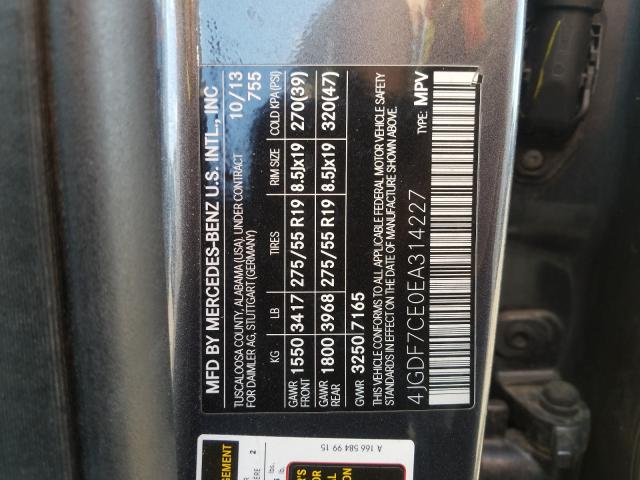 MFD BY MERCEDES-BENZ U.S. INTL., INC
TUSCALOOSA COUNTY, ALABAMA (USA). UNDER CONTRACT 10/13
FOR DAIMLER AG, STUTTGART (GERMANY) 755
KG LB TIRES RIM SIZE COLD KPA (PSI)
GAWR FRONT 1550 3417 275/55 R19 8.5Jx19 270(39)
GAWR REAR 1800 3968 275/55 R19 8.5Jx19 320(47)
GVWR 3250 7165
THIS VEHICLE CONFORMS TO ALL APPLICABLE FEDERAL MOTOR VEHICLE SAFETY
STANDARDS IN EFFECT ON THE DATE OF MANUFACTURE SHOWN ABOVE.
4JGDF7CE0EA314227 TYPE: MPV
A 166 584 99 15
2
lbs.
lb.